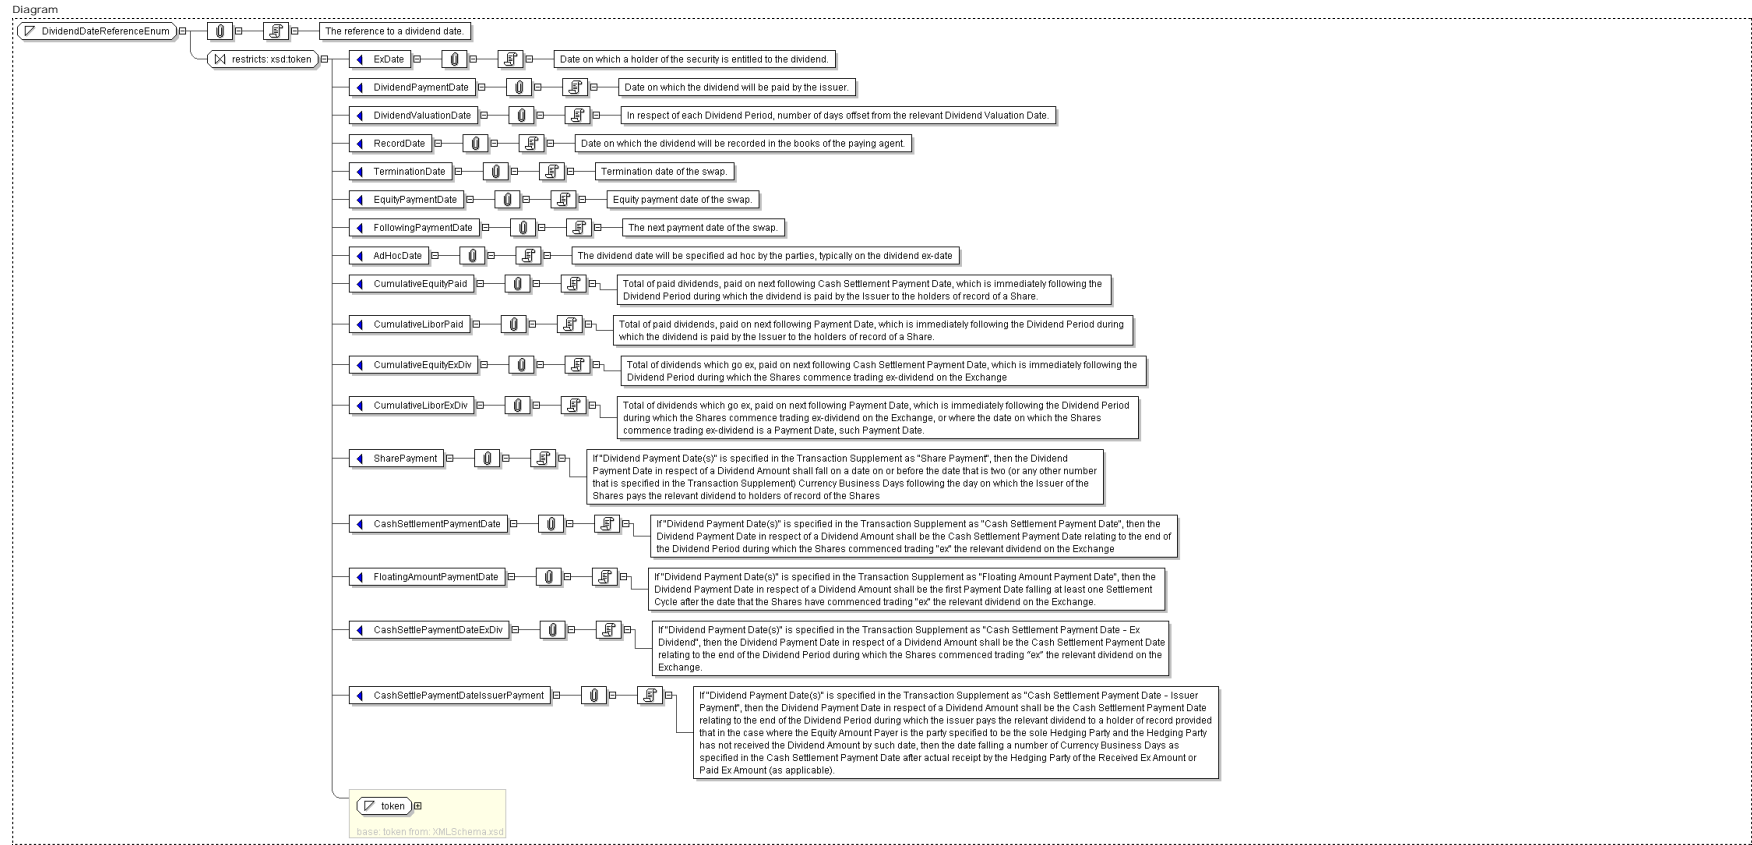 Diagram
DividendDateReferenceEnum
The reference to a dividend date.
restricts: xsd:token
ExDate
Date on which a holder of the security is entitled to the dividend.
DividendPaymentDate
Date on which the dividend will be paid by the issuer.
DividendValuationDate
In respect of each Dividend Period, number of days offset from the relevant Dividend Valuation Date.
RecordDate
Date on which the dividend will be recorded in the books of the paying agent.
TerminationDate
Termination date of the swap.
EquityPaymentDate
Equity payment date of the swap.
FollowingPaymentDate
The next payment date of the swap.
AdHocDate
The dividend date will be specified ad hoc by the parties, typically on the dividend ex-date
CumulativeEquityPaid
Total of paid dividends, paid on next following Cash Settlement Payment Date, which is immediately following the
Dividend Period during which the dividend is paid by the Issuer to the holders of record of a Share.
CumulativeLiborPaid
Total of paid dividends, paid on next following Payment Date, which is immediately following the Dividend Period during
which the dividend is paid by the Issuer to the holders of record of a Share.
CumulativeEquityExDiv
Total of dividends which go ex, paid on next following Cash Settlement Payment Date, which is immediately following the
Dividend Period during which the Shares commence trading ex-dividend on the Exchange
CumulativeLiborExDiv
Total of dividends which go ex, paid on next following Payment Date, which is immediately following the Dividend Period
during which the Shares commence trading ex-dividend on the Exchange, or where the date on which the Shares
commence trading ex-dividend is a Payment Date, such Payment Date.
SharePayment
If "Dividend Payment Date(s)" is specified in the Transaction Supplement as "Share Payment", then the Dividend
Payment Date in respect of a Dividend Amount shall fall on a date on or before the date that is two (or any other number
that is specified in the Transaction Supplement) Currency Business Days following the day on which the Issuer of the
Shares pays the relevant dividend to holders of record of the Shares
CashSettlementPaymentDate
If "Dividend Payment Date(s)" is specified in the Transaction Supplement as "Cash Settlement Payment Date", then the
Dividend Payment Date in respect of a Dividend Amount shall be the Cash Settlement Payment Date relating to the end of
the Dividend Period during which the Shares commenced trading "ex" the relevant dividend on the Exchange
FloatingAmountPaymentDate
If "Dividend Payment Date(s)" is specified in the Transaction Supplement as "Floating Amount Payment Date", then the
Dividend Payment Date in respect of a Dividend Amount shall be the first Payment Date falling at least one Settlement
Cycle after the date that the Shares have commenced trading "ex" the relevant dividend on the Exchange.
CashSettlePaymentDateExDiv
If "Dividend Payment Date(s)" is specified in the Transaction Supplement as "Cash Settlement Payment Date – Ex
Dividend", then the Dividend Payment Date in respect of a Dividend Amount shall be the Cash Settlement Payment Date
relating to the end of the Dividend Period during which the Shares commenced trading "ex" the relevant dividend on the
Exchange.
CashSettlePaymentDateIssuerPayment
If "Dividend Payment Date(s)" is specified in the Transaction Supplement as "Cash Settlement Payment Date – Issuer
Payment", then the Dividend Payment Date in respect of a Dividend Amount shall be the Cash Settlement Payment Date
relating to the end of the Dividend Period during which the issuer pays the relevant dividend to a holder of record provided
that in the case where the Equity Amount Payer is the party specified to be the sole Hedging Party and the Hedging Party
has not received the Dividend Amount by such date, then the date falling a number of Currency Business Days as
specified in the Cash Settlement Payment Date after actual receipt by the Hedging Party of the Received Ex Amount or
Paid Ex Amount (as applicable).
token
base: token from: XMLSchema.xsd